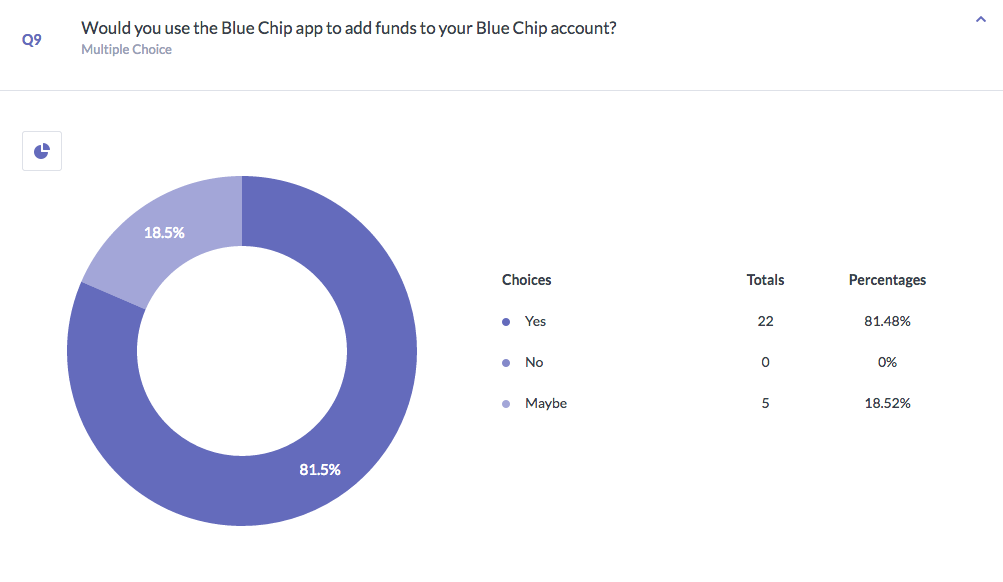 Q9
Would you use the Blue Chip app to add funds to your Blue Chip account?
Multiple Choice
18.5%
81.5%
Choices Totals Percentages
Yes 22 81.48%
No 0 0%
Maybe 5 18.52%